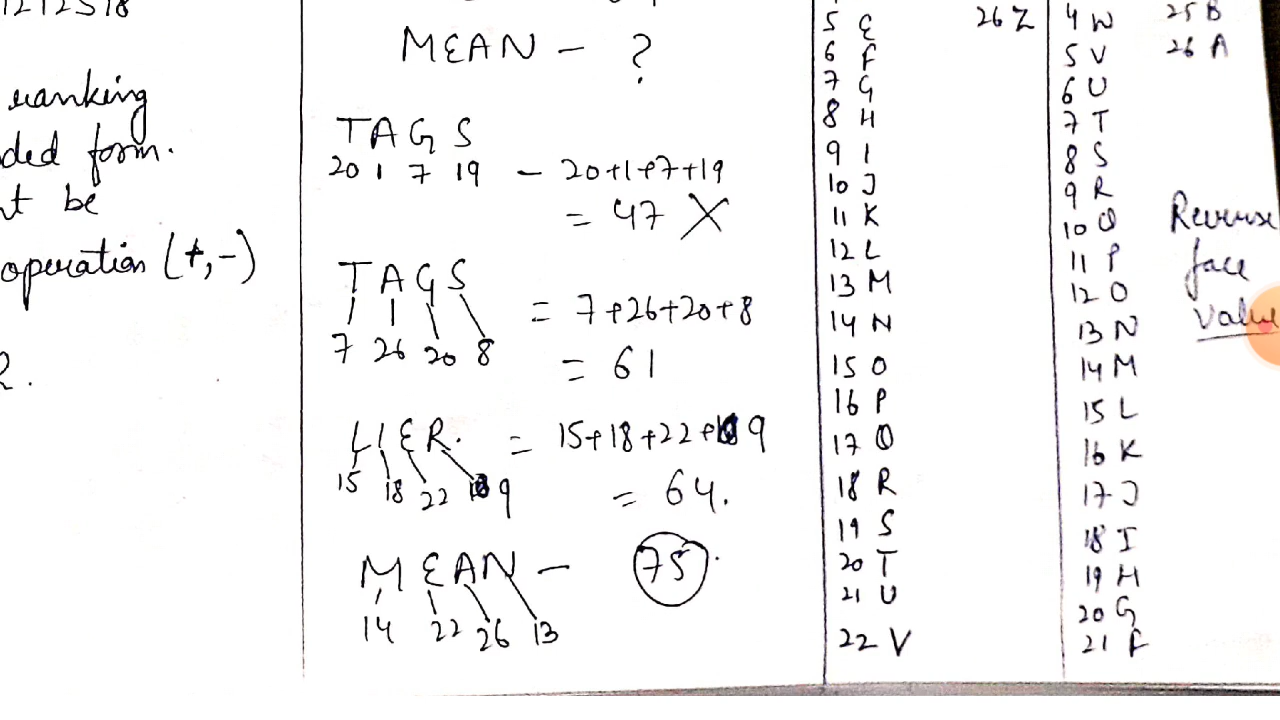 1212518
ranking
ded form.
nt be
operation (+,-)
2.
MEAN - ?
TAGS
20 1 7 19 - 20+1+7+19
= 47 X
TAGS = 7+26+20+8
7 26 20 8
= 61
LIER. = 15+18+22+9
15 18 22 9
= 64.
MEAN - 75.
14 22 26 13
5 E
6 F
7 G
8 H
9 I
10 J
11 K
12 L
13 M
14 N
15 O
16 P
17 Q
18 R
19 S
20 T
21 U
22 V
26 Z
4 W
5 V
6 U
7 T
8 S
9 R
10 Q
11 P
12 O
13 N
14 M
15 L
16 K
17 J
18 I
19 H
20 G
21 F
25 B
26 A
Reverse
face
Value